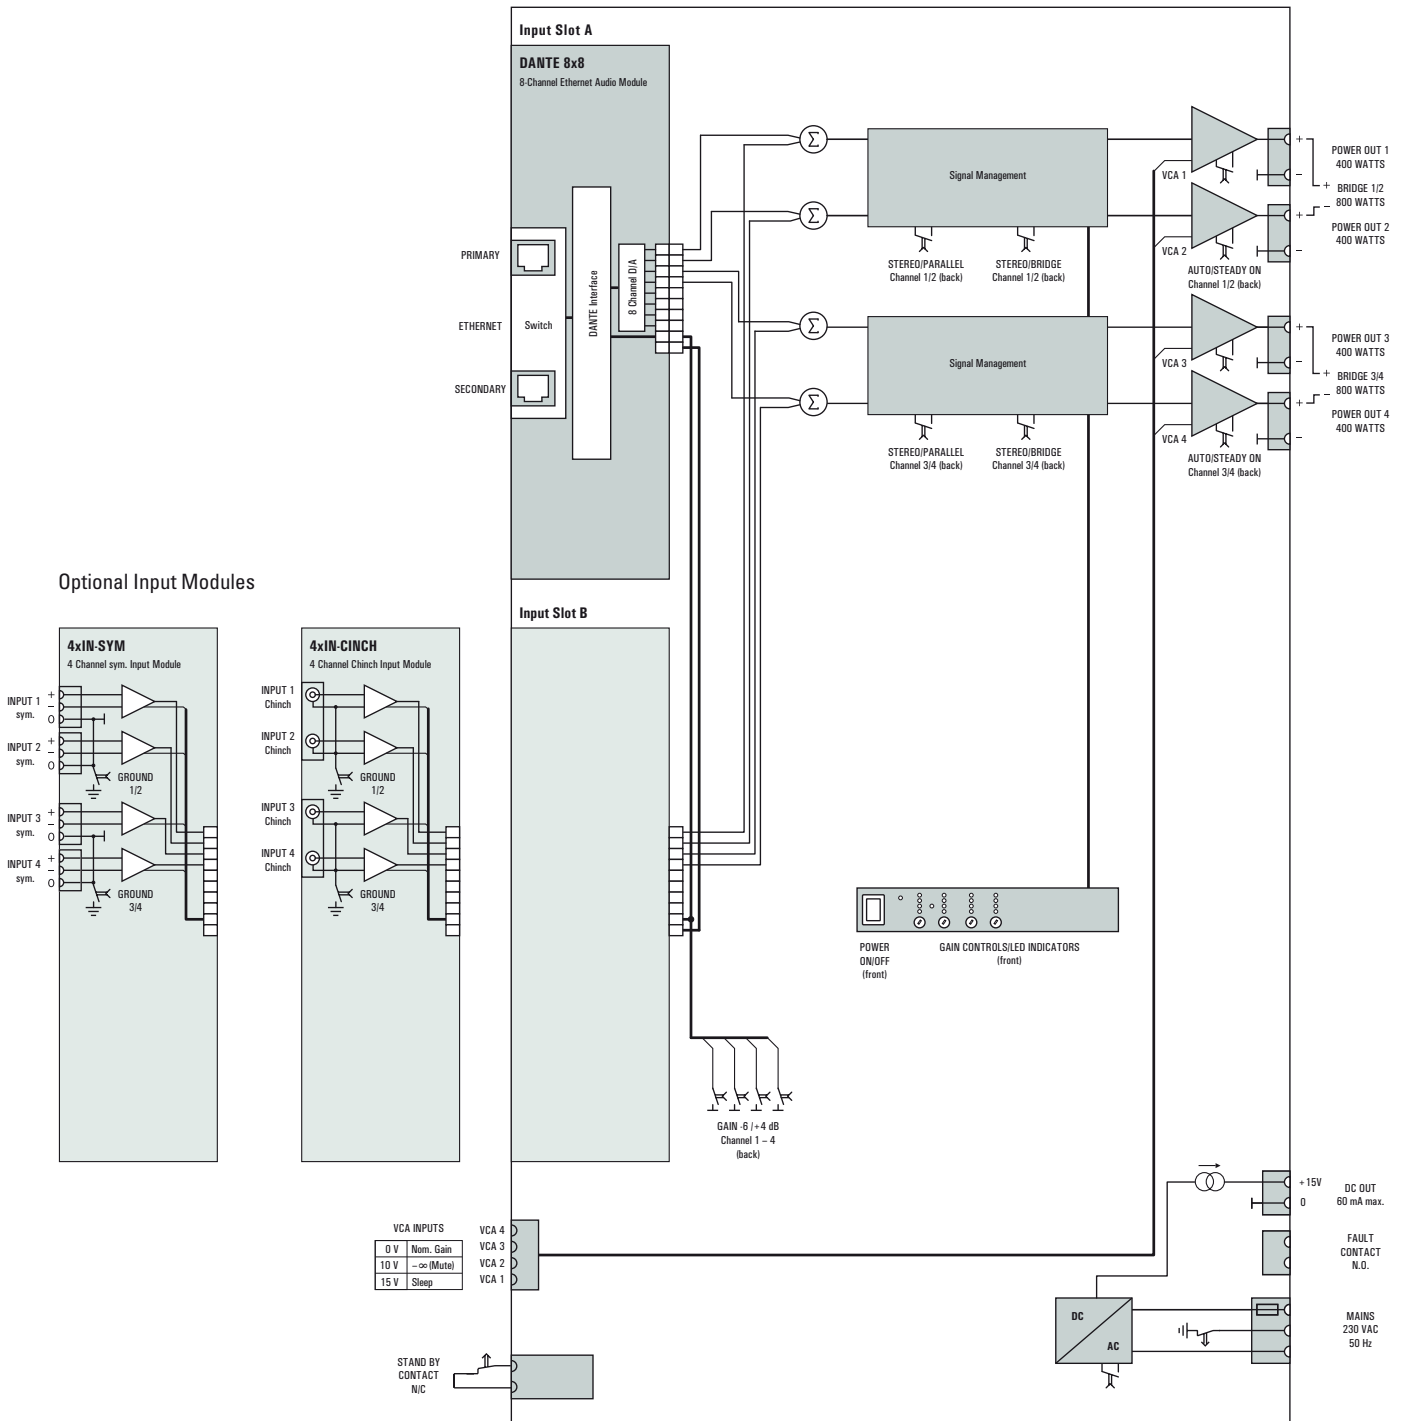 Input Slot A
DANTE 8x8
8-Channel Ethernet Audio Module
PRIMARY
ETHERNET
SECONDARY
Switch
DANTE Interface
8 Channel D/A
Σ
Σ
Σ
Σ
Signal Management
STEREO/PARALLEL
Channel 1/2 (back)
STEREO/BRIDGE
Channel 1/2 (back)
Signal Management
STEREO/PARALLEL
Channel 3/4 (back)
STEREO/BRIDGE
Channel 3/4 (back)
VCA 1
VCA 2
AUTO/STEADY ON
Channel 1/2 (back)
VCA 3
VCA 4
AUTO/STEADY ON
Channel 3/4 (back)
+
−
POWER OUT 1
400 WATTS
+ BRIDGE 1/2
− 800 WATTS
+
−
POWER OUT 2
400 WATTS
+
−
POWER OUT 3
400 WATTS
+ BRIDGE 3/4
− 800 WATTS
+
−
POWER OUT 4
400 WATTS
Optional Input Modules
4xIN-SYM
4 Channel sym. Input Module
INPUT 1
sym.
+
−
0
INPUT 2
sym.
+
−
0
GROUND
1/2
INPUT 3
sym.
+
−
0
INPUT 4
sym.
+
−
0
GROUND
3/4
4xIN-CINCH
4 Channel Chinch Input Module
INPUT 1
Chinch
INPUT 2
Chinch
GROUND
1/2
INPUT 3
Chinch
INPUT 4
Chinch
GROUND
3/4
Input Slot B
POWER
ON/OFF
(front)
GAIN CONTROLS/LED INDICATORS
(front)
GAIN -6 /+4 dB
Channel 1 – 4
(back)
VCA INPUTS
0 V Nom. Gain
10 V −∞(Mute)
15 V Sleep
VCA 4
VCA 3
VCA 2
VCA 1
STAND BY
CONTACT
N/C
+15V
0
DC OUT
60 mA max.
FAULT
CONTACT
N.O.
DC
AC
MAINS
230 VAC
50 Hz